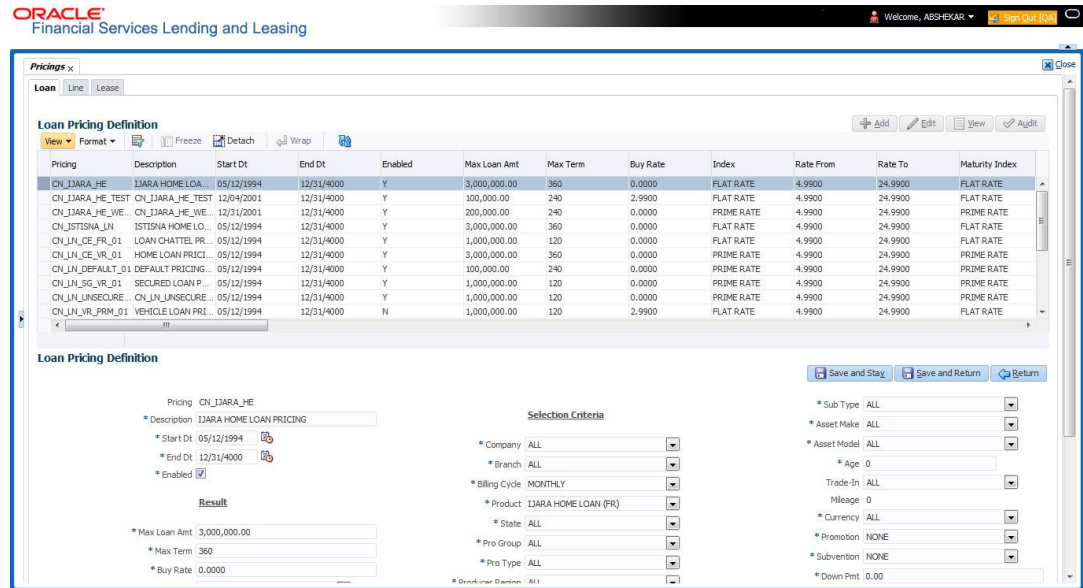 ORACLE
Financial Services Lending and Leasing
Welcome, ABSHEKAR
Sign Out [QA]
Pricings
Close
Loan Line Lease
Loan Pricing Definition
Add Edit View Audit
View Format Freeze Detach Wrap
Pricing Description Start Dt End Dt Enabled Max Loan Amt Max Term Buy Rate Index Rate From Rate To Maturity Index
CN_IJARA_HE IJARA HOME LOA... 05/12/1994 12/31/4000 Y 3,000,000.00 360 0.0000 FLAT RATE 4.9900 24.9900 FLAT RATE
CN_IJARA_HE_TEST CN_IJARA_HE_TEST 12/04/2001 12/31/4000 Y 100,000.00 240 2.9900 FLAT RATE 4.9900 24.9900 FLAT RATE
CN_IJARA_HE_WE... CN_IJARA_HE_WE... 12/31/2001 12/31/4000 Y 200,000.00 240 0.0000 PRIME RATE 4.9900 24.9900 PRIME RATE
CN_ISTISNA_LN ISTISNA HOME LO... 05/12/1994 12/31/4000 Y 3,000,000.00 360 0.0000 FLAT RATE 4.9900 24.9900 FLAT RATE
CN_LN_CE_FR_01 LOAN CHATTEL PR... 05/12/1994 12/31/4000 Y 1,000,000.00 120 0.0000 FLAT RATE 4.9900 24.9900 FLAT RATE
CN_LN_CE_VR_01 HOME LOAN PRICI... 05/12/1994 12/31/4000 Y 3,000,000.00 360 0.0000 PRIME RATE 4.9900 24.9900 PRIME RATE
CN_LN_DEFAULT_01 DEFAULT PRICING... 05/12/1994 12/31/4000 Y 100,000.00 240 0.0000 PRIME RATE 4.9900 24.9900 PRIME RATE
CN_LN_SG_VR_01 SECURED LOAN P... 05/12/1994 12/31/4000 Y 1,000,000.00 120 0.0000 PRIME RATE 4.9900 24.9900 PRIME RATE
CN_LN_UNSECURE... CN_LN_UNSECURE... 05/12/1994 12/31/4000 Y 1,000,000.00 120 0.0000 PRIME RATE 4.9900 24.9900 PRIME RATE
CN_LN_VR_PRM_01 VEHICLE LOAN PRI... 05/12/1994 12/31/4000 N 1,000,000.00 120 2.9900 FLAT RATE 4.9900 24.9900 FLAT RATE
Loan Pricing Definition
Save and Stay Save and Return Return
Pricing CN_IJARA_HE
* Description IJARA HOME LOAN PRICING
* Start Dt 05/12/1994
* End Dt 12/31/4000
* Enabled
Result
* Max Loan Amt 3,000,000.00
* Max Term 360
* Buy Rate 0.0000
Selection Criteria
* Company ALL
* Branch ALL
* Billing Cycle MONTHLY
* Product IJARA HOME LOAN (FR)
* State ALL
* Pro Group ALL
* Pro Type ALL
* Producer Region ALL
* Sub Type ALL
* Asset Make ALL
* Asset Model ALL
* Age 0
Trade-In ALL
Mileage 0
* Currency ALL
* Promotion NONE
* Subvention NONE
* Down Pmt 0.00